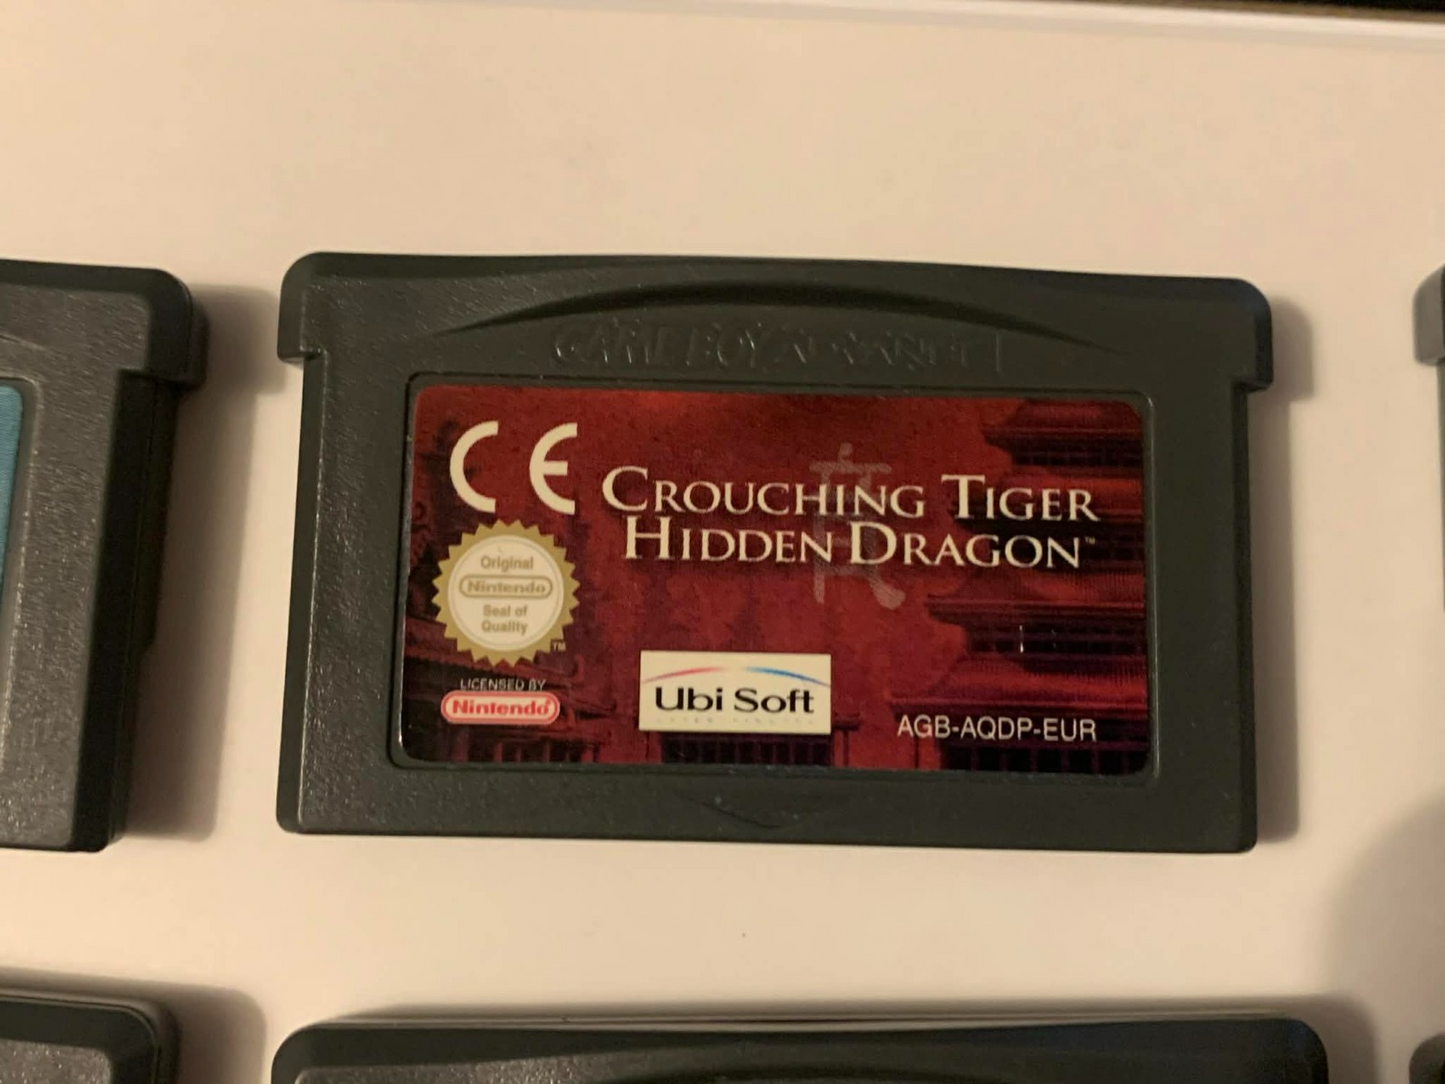 GAME BOY ADVANCE
CE
CROUCHING TIGER
HIDDEN DRAGON™
Original
Nintendo
Seal of
Quality
TM
LICENSED BY
Nintendo
Ubi Soft
AGB-AQDP-EUR